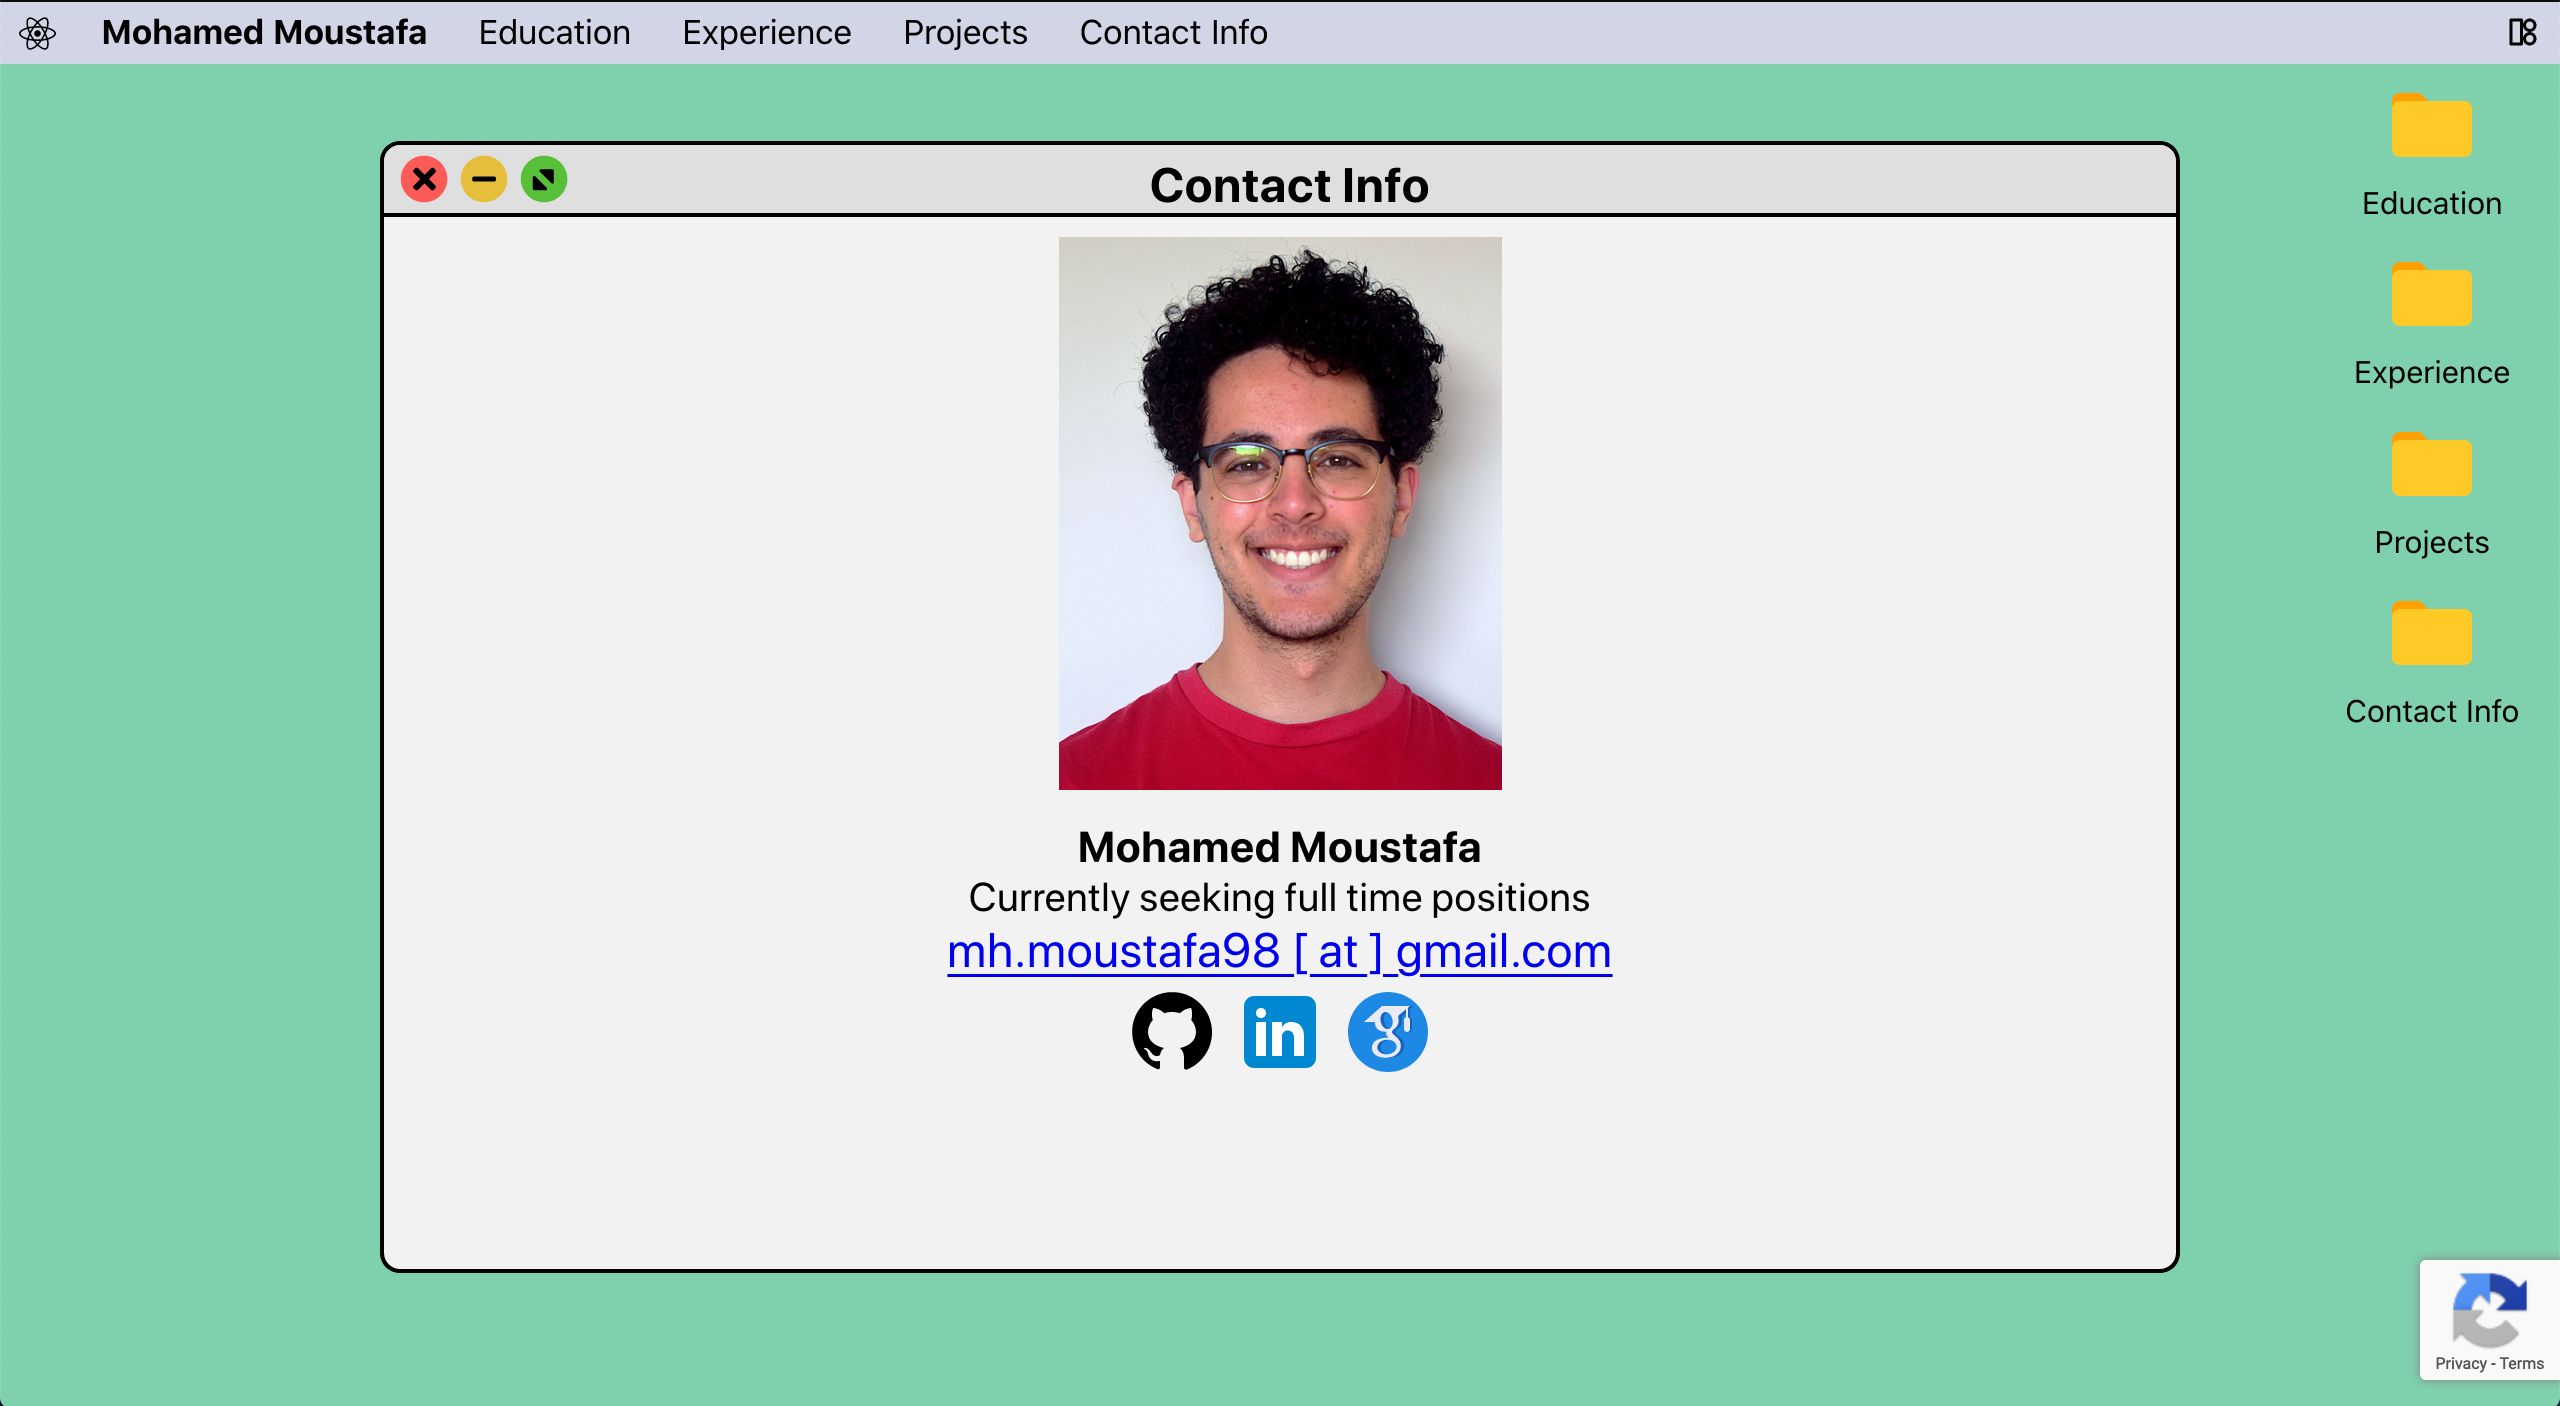 Mohamed Moustafa Education Experience Projects Contact Info
Contact Info
Mohamed Moustafa
Currently seeking full time positions
mh.moustafa98 [ at ] gmail.com
in
g
Education
Experience
Projects
Contact Info
Privacy - Terms